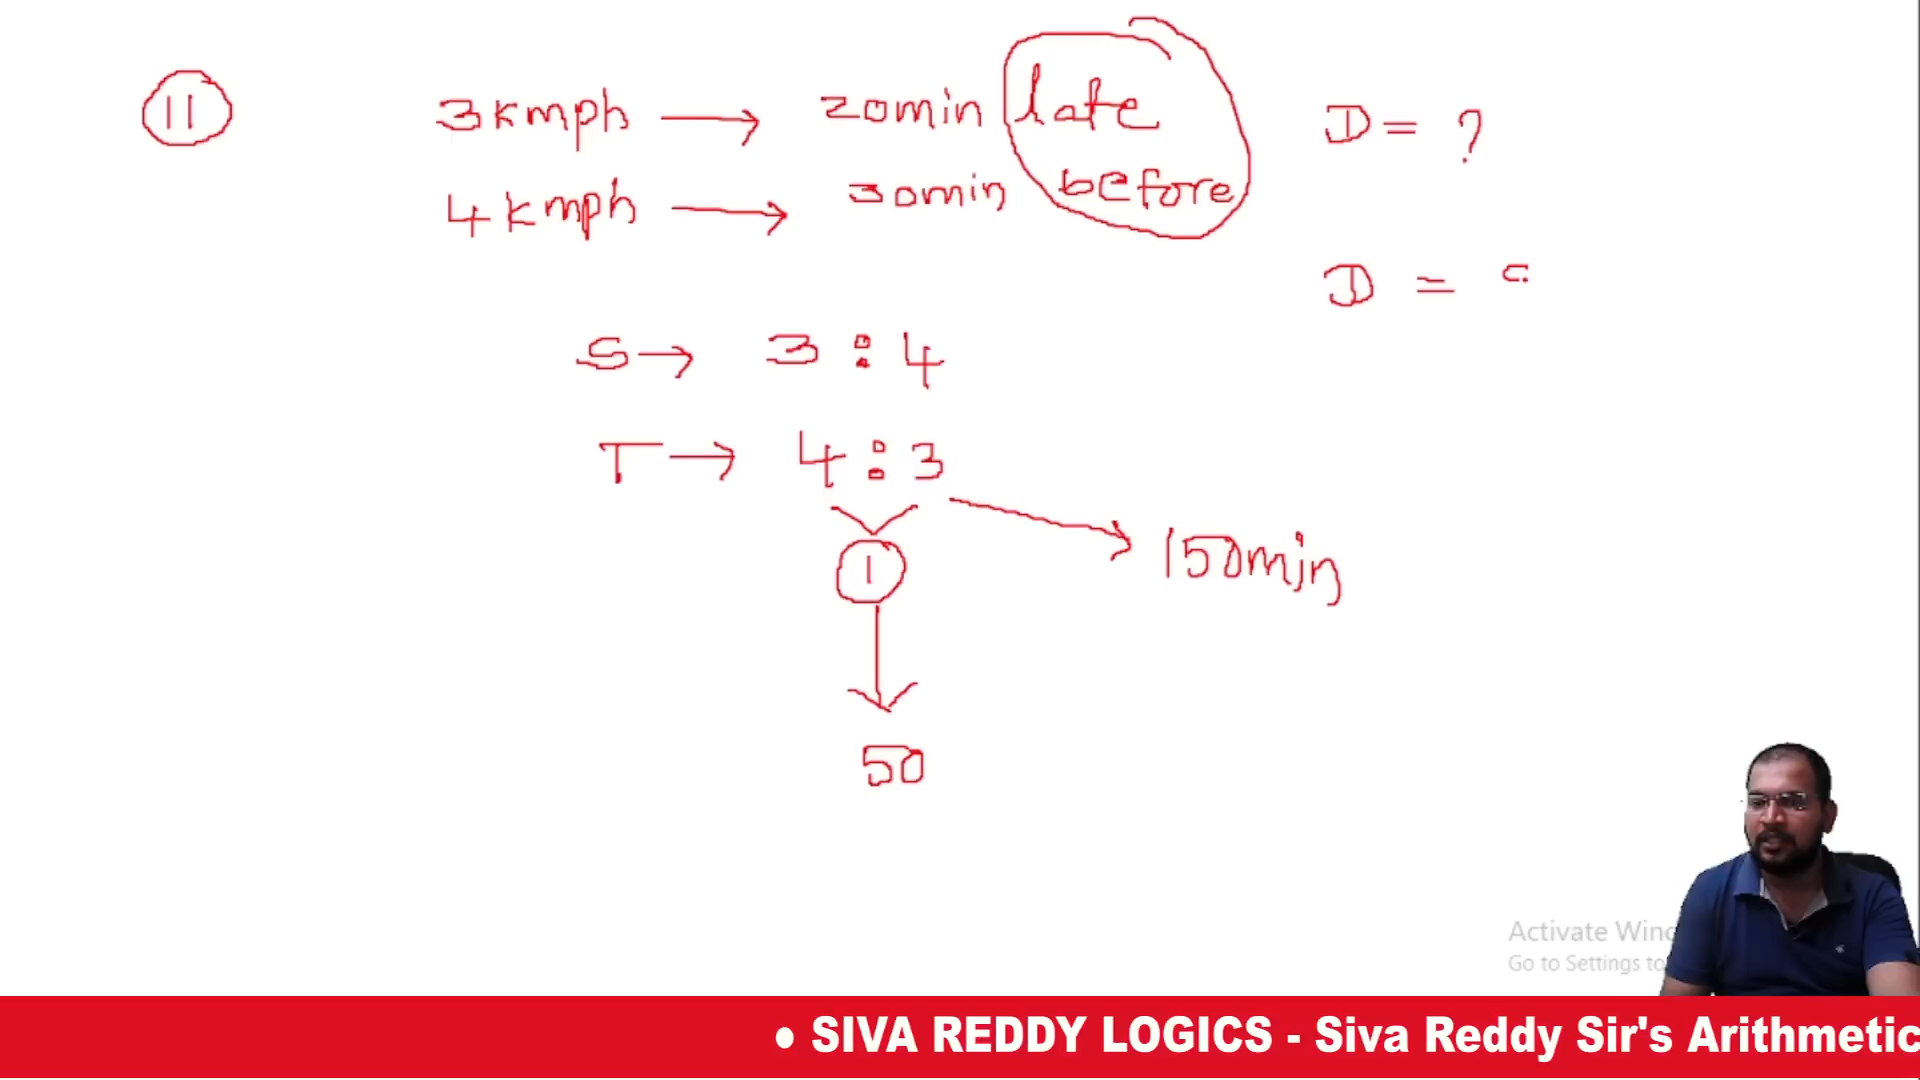 11
3kmph → 20min late
4kmph → 30min before
D = ?
D = S
S → 3 : 4
T → 4 : 3
150min
1
50
Activate Wind
Go to Settings to
• SIVA REDDY LOGICS - Siva Reddy Sir's Arithmetic